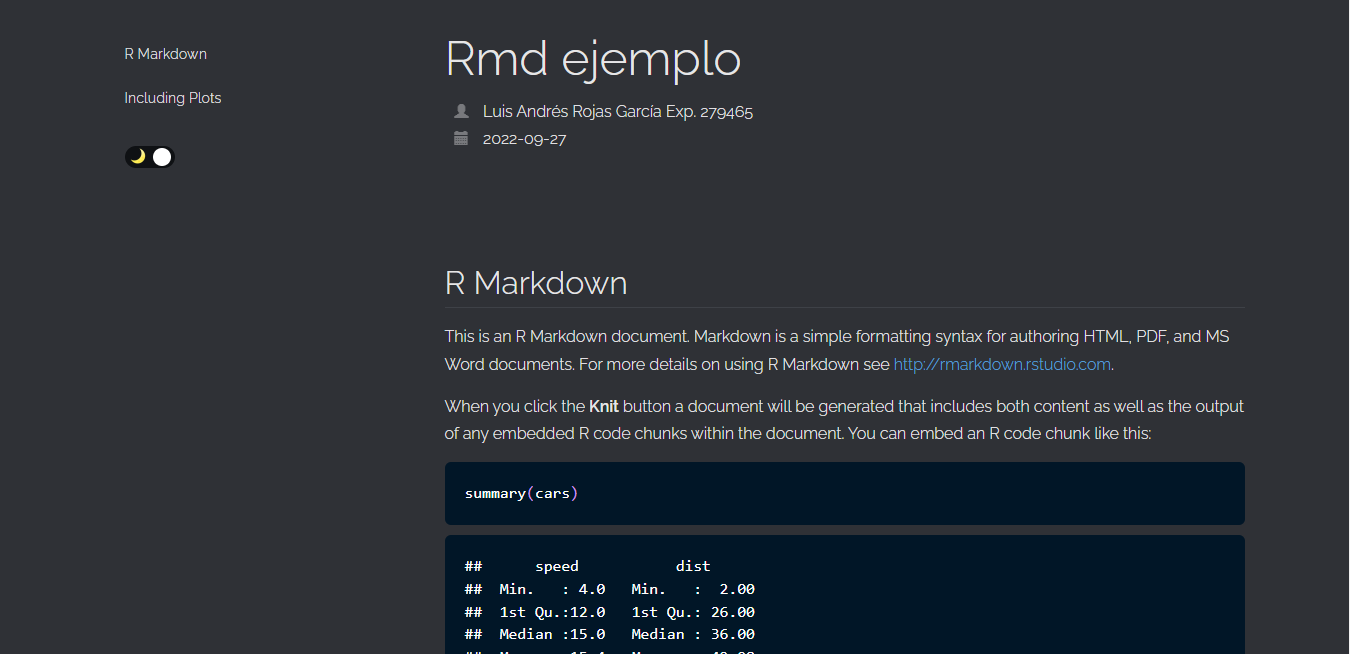 R Markdown
Including Plots
Rmd ejemplo
Luis Andrés Rojas García Exp. 279465
2022-09-27
R Markdown
This is an R Markdown document. Markdown is a simple formatting syntax for authoring HTML, PDF, and MS
Word documents. For more details on using R Markdown see http://rmarkdown.rstudio.com.
When you click the Knit button a document will be generated that includes both content as well as the output
of any embedded R code chunks within the document. You can embed an R code chunk like this:
summary(cars)
##      speed           dist
##  Min.   : 4.0   Min.   :  2.00
##  1st Qu.:12.0   1st Qu.: 26.00
##  Median :15.0   Median : 36.00